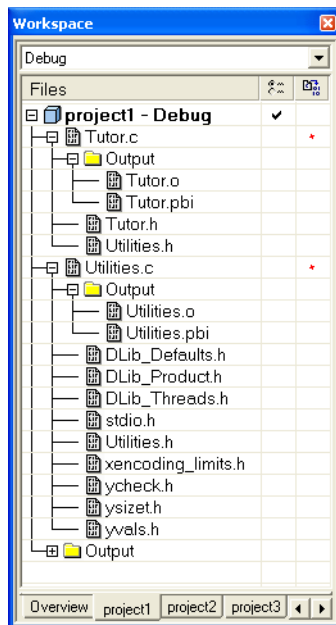 Workspace
Debug
Files
project1 - Debug
Tutor.c
Output
Tutor.o
Tutor.pbi
Tutor.h
Utilities.h
Utilities.c
Output
Utilities.o
Utilities.pbi
DLib_Defaults.h
DLib_Product.h
DLib_Threads.h
stdio.h
Utilities.h
xencoding_limits.h
ycheck.h
ysizet.h
yvals.h
Output
Overview project1 project2 project3